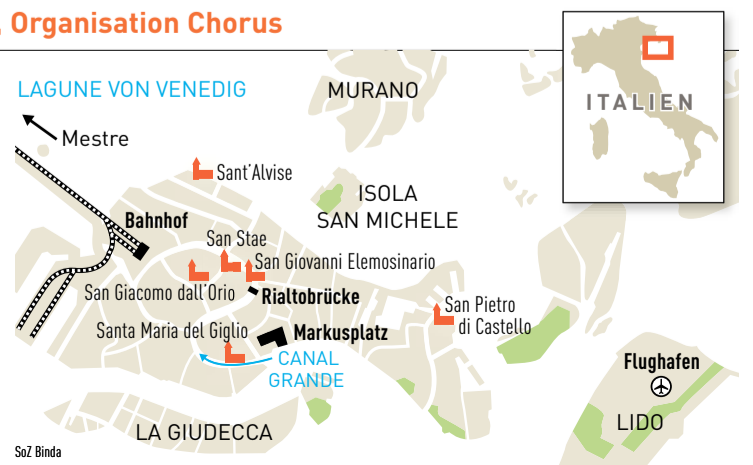 Organisation Chorus
LAGUNE VON VENEDIG
MURANO
ITALIEN
Mestre
Sant'Alvise
ISOLA
SAN MICHELE
Bahnhof
San Stae
San Giovanni Elemosinario
San Giacomo dall'Orio
Rialtobrücke
San Pietro
di Castello
Santa Maria del Giglio
Markusplatz
CANAL
GRANDE
Flughafen
LIDO
LA GIUDECCA
SoZ Binda